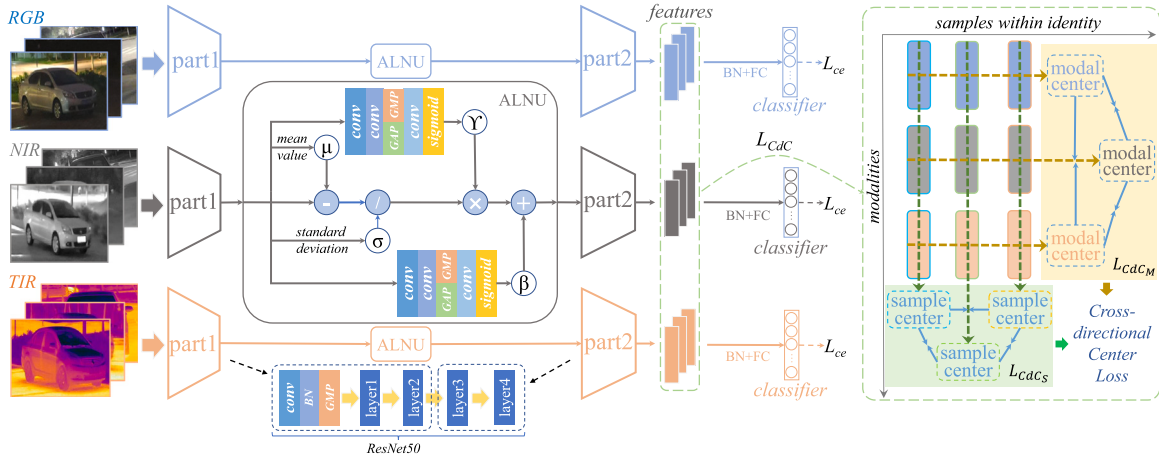 RGB
part1
ALNU
part2
features
BN+FC
L_ce
classifier
ALNU
conv
conv
GAP
GMP
conv
sigmoid
ϒ
mean
value
μ
NIR
part1
-
/
×
+
standard
deviation
σ
conv
conv
GAP
GMP
conv
sigmoid
β
part2
L_CdC
BN+FC
L_ce
classifier
TIR
part1
ALNU
part2
BN+FC
L_ce
classifier
conv
BN
GMP
layer1
layer2
layer3
layer4
ResNet50
samples within identity
modalities
modal
center
modal
center
modal
center
L_CdC_M
sample
center
sample
center
sample
center
L_CdC_S
Cross-
directional
Center
Loss